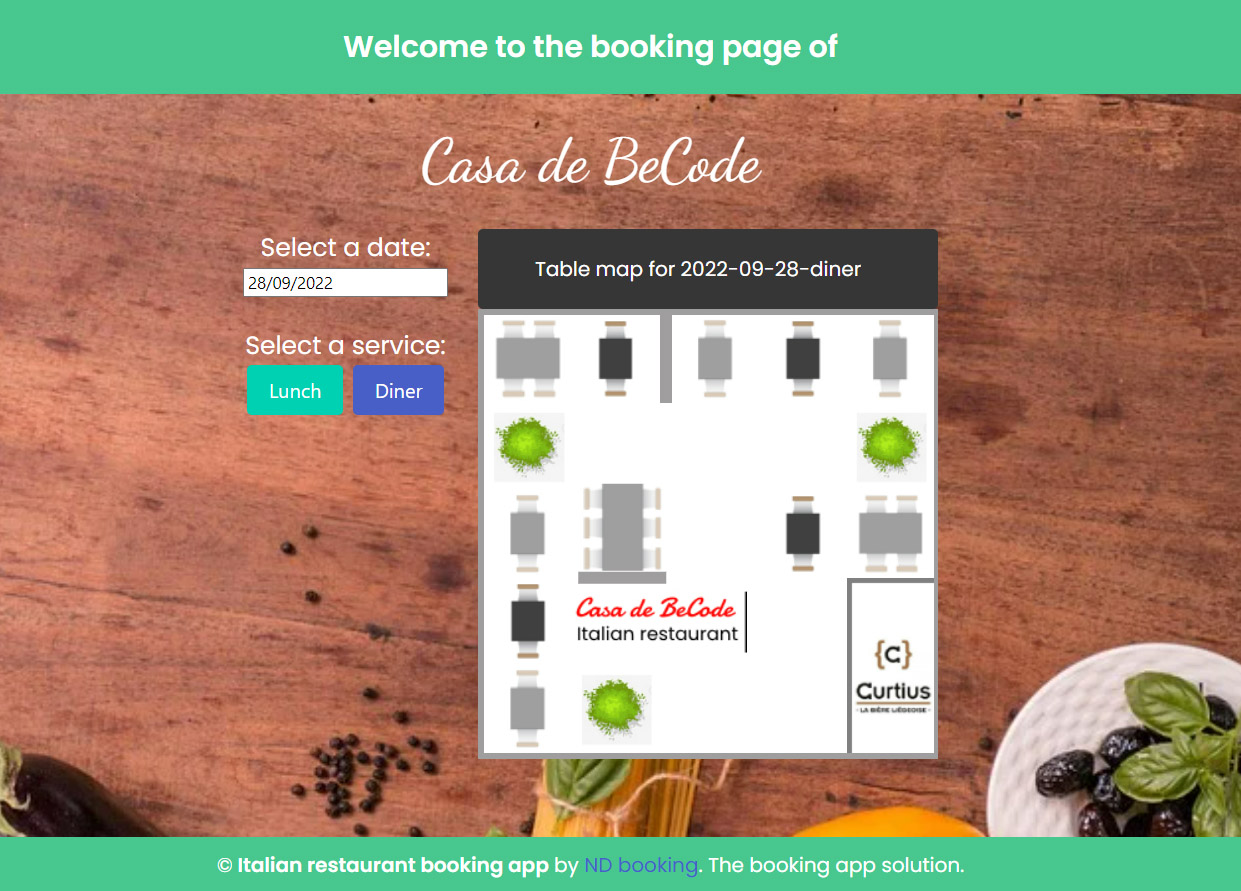 Welcome to the booking page of
Casa de BeCode
Select a date:
28/09/2022
Select a service:
Lunch
Diner
Table map for 2022-09-28-diner
Casa de BeCode
Italian restaurant
{C}
Curtius
- LA BIÈRE LIÉGEOISE -
© Italian restaurant booking app by ND booking. The booking app solution.